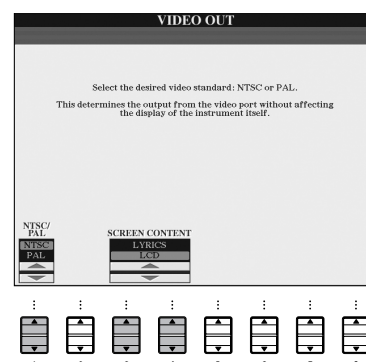 VIDEO OUT
Select the desired video standard: NTSC or PAL.
This determines the output from the video port without affecting
the display of the instrument itself.
NTSC/
PAL
SCREEN CONTENT
NTSC
LYRICS
PAL
LCD